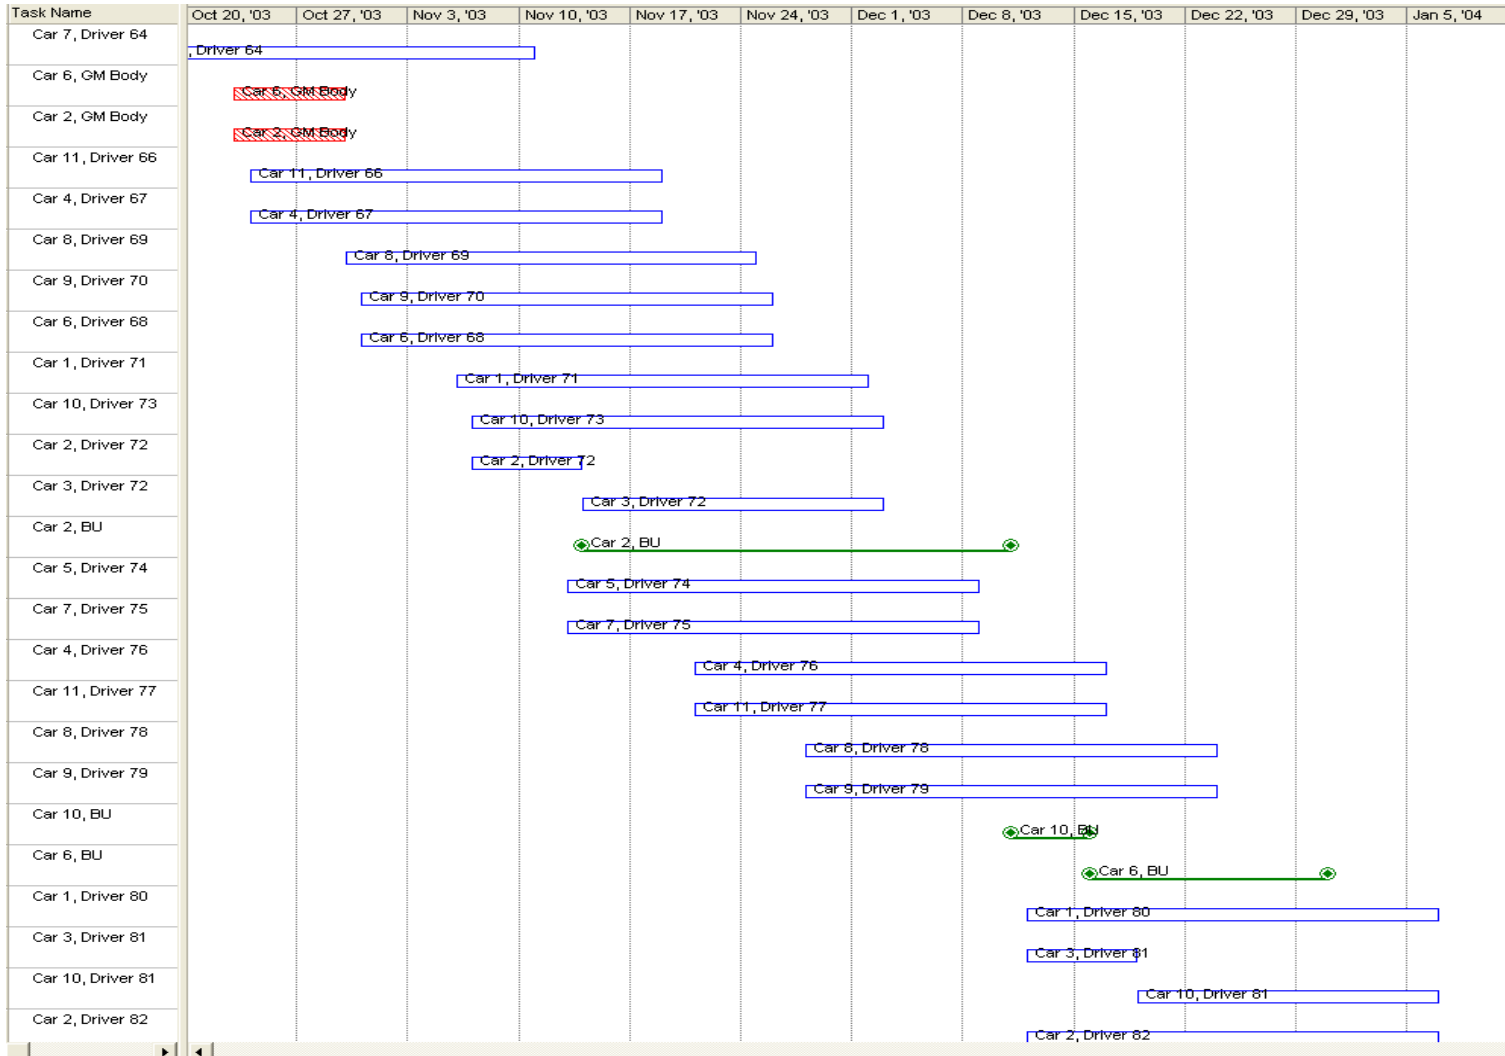 Task Name Oct 20, '03 Oct 27, '03 Nov 3, '03 Nov 10, '03 Nov 17, '03 Nov 24, '03 Dec 1, '03 Dec 8, '03 Dec 15, '03 Dec 22, '03 Dec 29, '03 Jan 5, '04
Car 7, Driver 64
, Driver 64
Car 6, GM Body
Car 6, GM Body
Car 2, GM Body
Car 2, GM Body
Car 11, Driver 66
Car 11, Driver 66
Car 4, Driver 67
Car 4, Driver 67
Car 8, Driver 69
Car 8, Driver 69
Car 9, Driver 70
Car 9, Driver 70
Car 6, Driver 68
Car 6, Driver 68
Car 1, Driver 71
Car 1, Driver 71
Car 10, Driver 73
Car 10, Driver 73
Car 2, Driver 72
Car 2, Driver 72
Car 3, Driver 72
Car 3, Driver 72
Car 2, BU
Car 2, BU
Car 5, Driver 74
Car 5, Driver 74
Car 7, Driver 75
Car 7, Driver 75
Car 4, Driver 76
Car 4, Driver 76
Car 11, Driver 77
Car 11, Driver 77
Car 8, Driver 78
Car 8, Driver 78
Car 9, Driver 79
Car 9, Driver 79
Car 10, BU
Car 10, BU
Car 6, BU
Car 6, BU
Car 1, Driver 80
Car 1, Driver 80
Car 3, Driver 81
Car 3, Driver 81
Car 10, Driver 81
Car 10, Driver 81
Car 2, Driver 82
Car 2, Driver 82